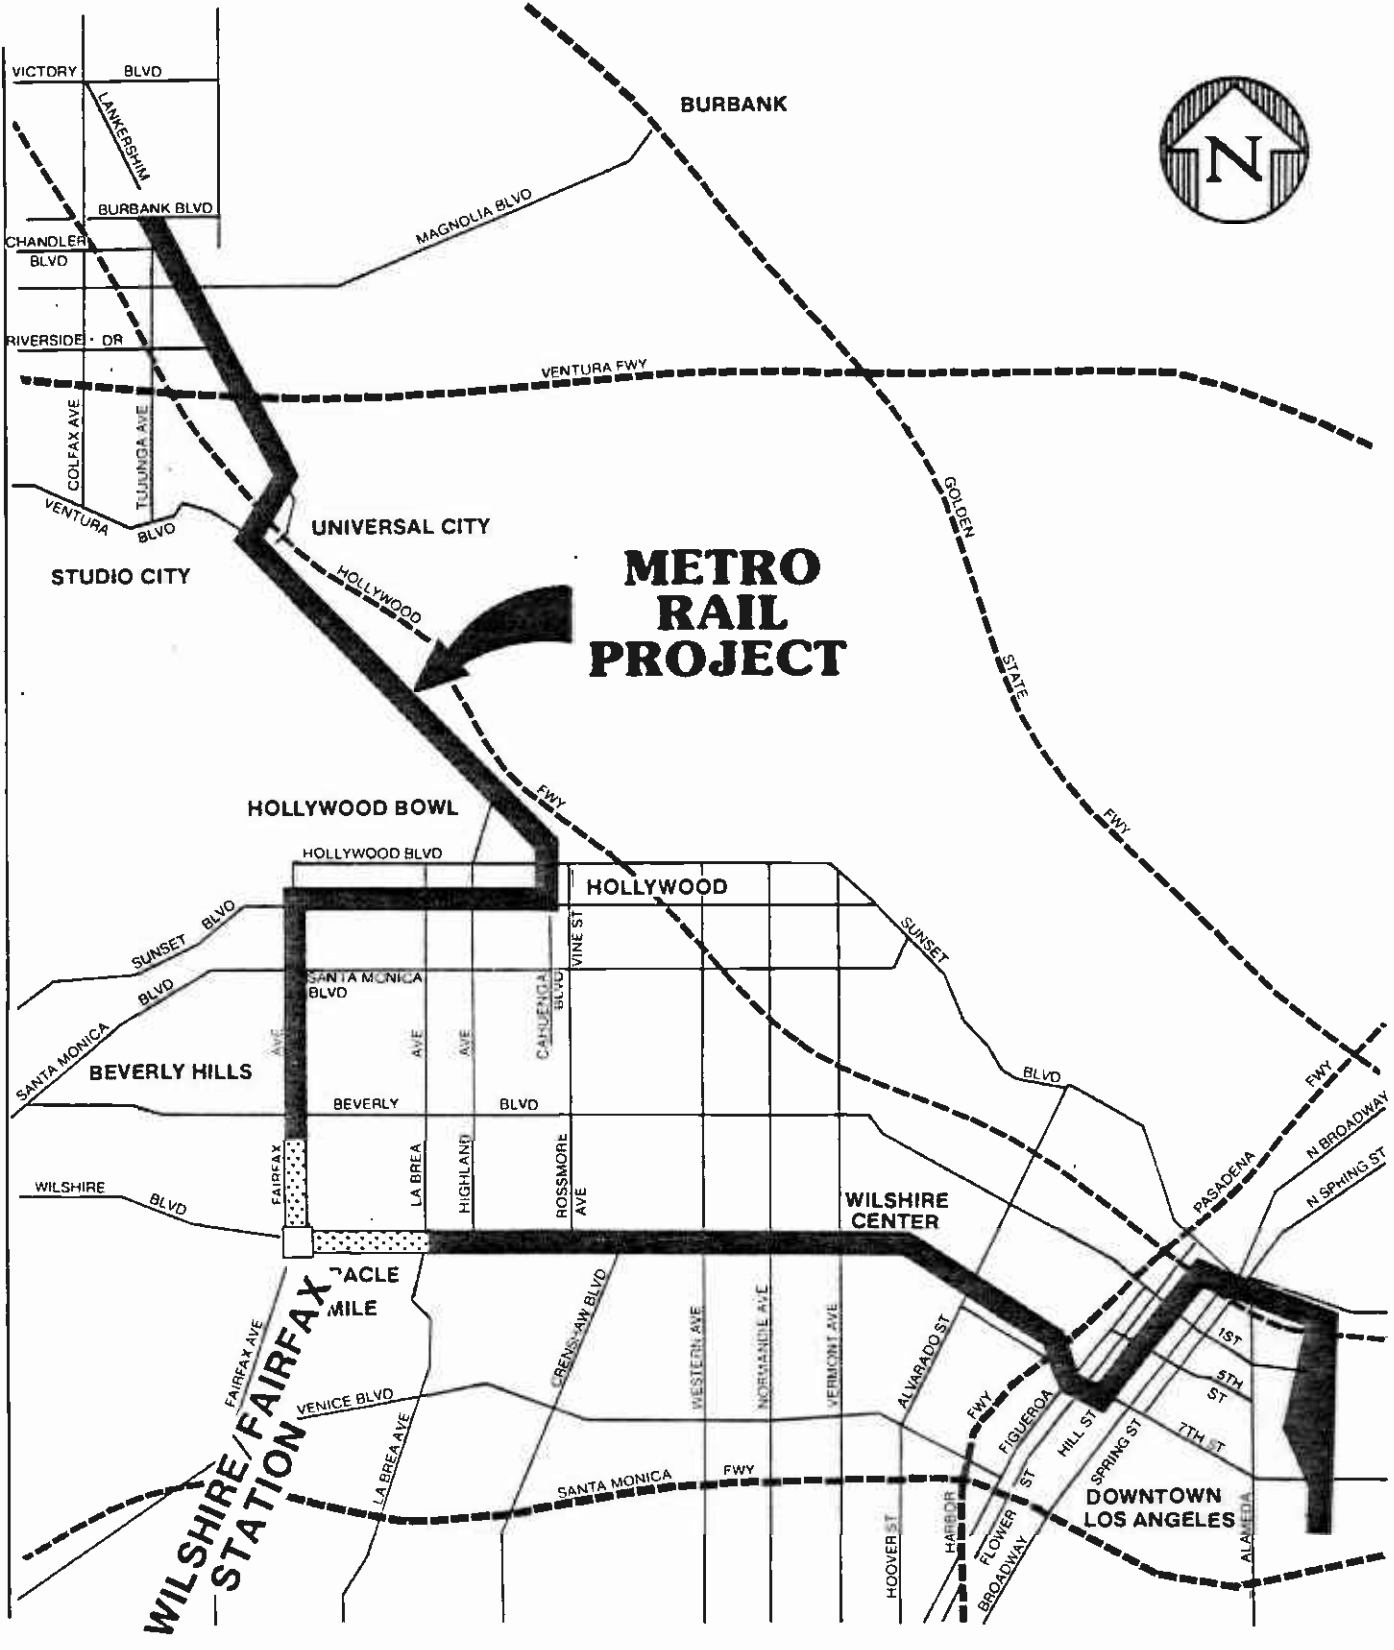 VICTORY BLVD
LANKERSHIM
BURBANK
N
BURBANK BLVD
MAGNOLIA BLVD
CHANDLER
BLVD
RIVERSIDE DR
VENTURA FWY
COLFAX AVE
TUJUNGA AVE
VENTURA BLVD
GOLDEN
STATE
FWY
UNIVERSAL CITY
STUDIO CITY
HOLLYWOOD
FWY
METRO
RAIL
PROJECT
HOLLYWOOD BOWL
HOLLYWOOD BLVD
HOLLYWOOD
SUNSET BLVD
VINE ST
SUNSET
BLVD
SANTA MONICA
BLVD
SANTA MONICA BLVD
AVE
AVE
AVE
CAHUENGA
BLVD
BEVERLY HILLS
BEVERLY BLVD
FAIRFAX
LA BREA
HIGHLAND
ROSSMORE
AVE
WILSHIRE BLVD
WILSHIRE
CENTER
PASADENA
FWY
N BROADWAY
N SPRING ST
ACLE
MILE
WILSHIRE/FAIRFAX
STATION
FAIRFAX AVE
VENICE BLVD
LA BREA AVE
CRENSHAW BLVD
WESTERN AVE
NORMANDIE AVE
VERMONT AVE
ALVARADO ST
FWY
FIGUEROA
ST
HILL ST
SPRING ST
1ST
5TH
ST
7TH ST
SANTA MONICA FWY
HOOVER ST
HARBOR
FLOWER
BROADWAY
DOWNTOWN
LOS ANGELES
ALAMEDA